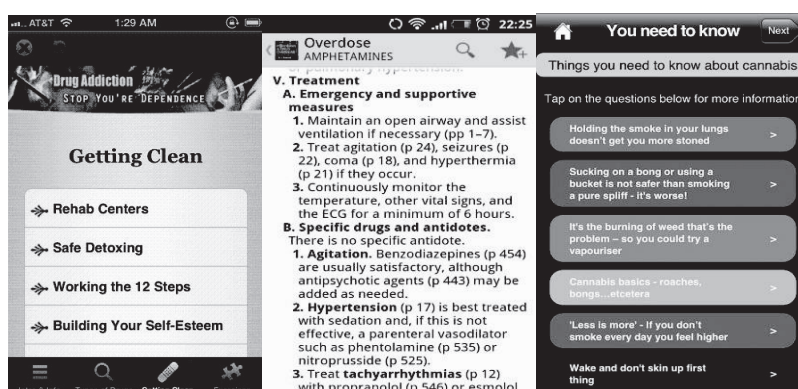 AT&T 1:29 AM
Drug Addiction
STOP YOU'RE DEPENDENCE
Getting Clean
Rehab Centers
Safe Detoxing
Working the 12 Steps
Building Your Self-Esteem
Getting Clean
22:25
Overdose
AMPHETAMINES
or pulmonary hypertension.
V. Treatment
A. Emergency and supportive
measures
1. Maintain an open airway and assist
ventilation if necessary (pp 1–7).
2. Treat agitation (p 24), seizures (p
22), coma (p 18), and hyperthermia
(p 21) if they occur.
3. Continuously monitor the
temperature, other vital signs, and
the ECG for a minimum of 6 hours.
B. Specific drugs and antidotes.
There is no specific antidote.
1. Agitation. Benzodiazepines (p 454)
are usually satisfactory, although
antipsychotic agents (p 443) may be
added as needed.
2. Hypertension (p 17) is best treated
with sedation and, if this is not
effective, a parenteral vasodilator
such as phentolamine (p 535) or
nitroprusside (p 525).
3. Treat tachyarrhythmias (p 12)
with propranolol (p 546) or esmolol
You need to know
Next
Things you need to know about cannabis
Tap on the questions below for more information
Holding the smoke in your lungs
doesn't get you more stoned
>
Sucking on a bong or using a
bucket is not safer than smoking
a pure spliff - it's worse!
>
It's the burning of weed that's the
problem – so you could try a
vapouriser
>
Cannabis basics - roaches,
bongs...etcetera
>
'Less is more' - If you don't
smoke every day you feel higher
>
Wake and don't skin up first
thing
>